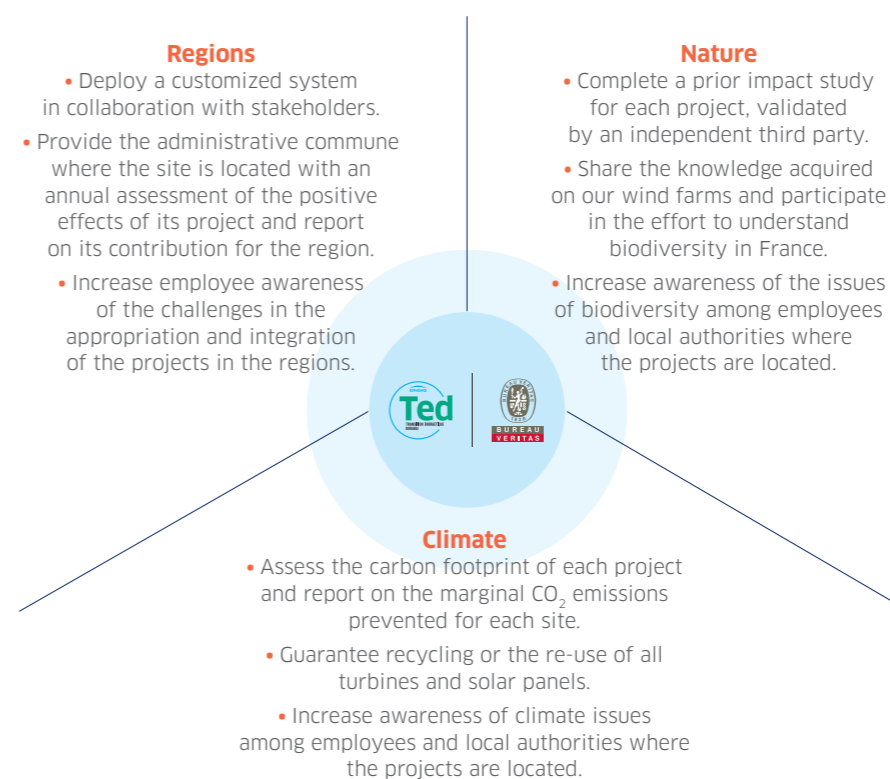 Regions
• Deploy a customized system
in collaboration with stakeholders.
• Provide the administrative commune
where the site is located with an
annual assessment of the positive
effects of its project and report
on its contribution for the region.
• Increase employee awareness
of the challenges in the
appropriation and integration
of the projects in the regions.
Nature
• Complete a prior impact study
for each project, validated
by an independent third party.
• Share the knowledge acquired
on our wind farms and participate
in the effort to understand
biodiversity in France.
• Increase awareness of the issues
of biodiversity among employees
and local authorities where
the projects are located.
Ted
BUREAU VERITAS
1828
BUREAU
VERITAS
Climate
• Assess the carbon footprint of each project
and report on the marginal CO₂ emissions
prevented for each site.
• Guarantee recycling or the re-use of all
turbines and solar panels.
• Increase awareness of climate issues
among employees and local authorities where
the projects are located.